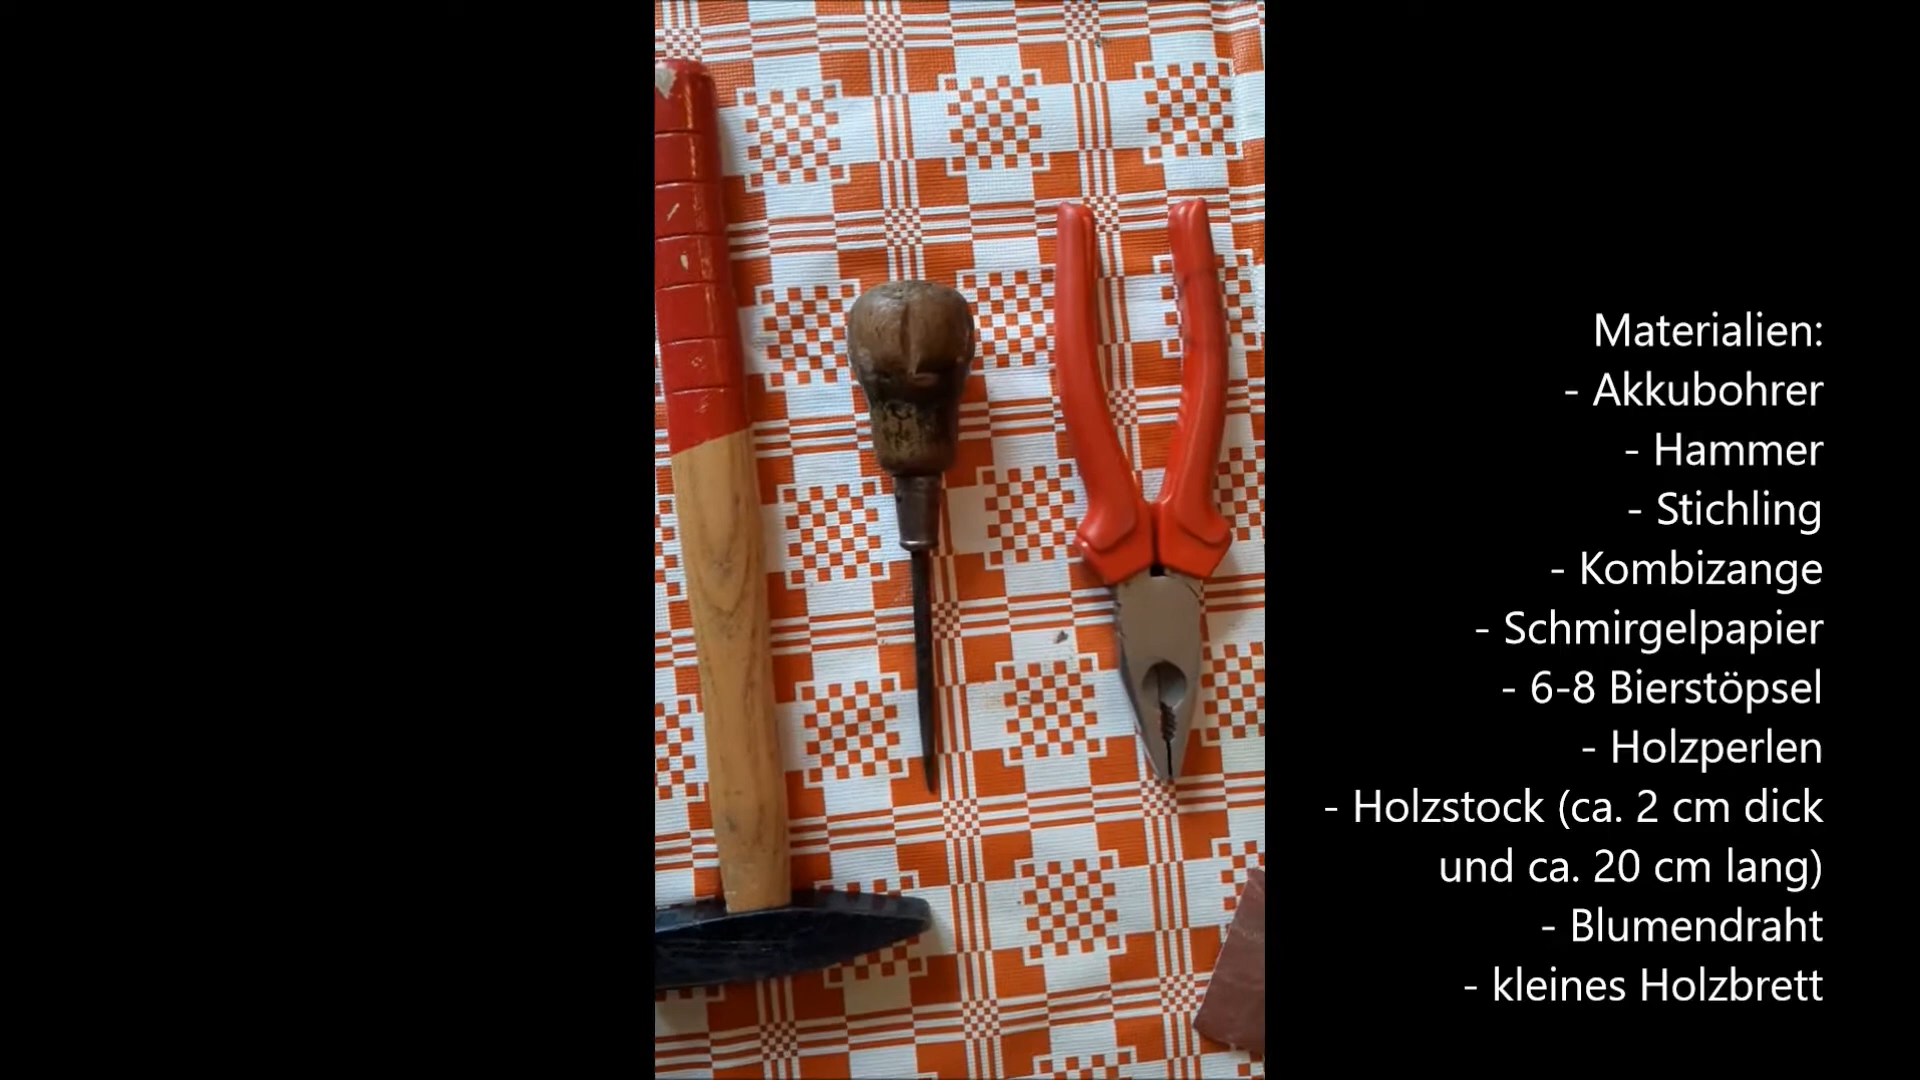 Materialien:
- Akkubohrer
- Hammer
- Stichling
- Kombizange
- Schmirgelpapier
- 6-8 Bierstöpsel
- Holzperlen
- Holzstock (ca. 2 cm dick
und ca. 20 cm lang)
- Blumendraht
- kleines Holzbrett